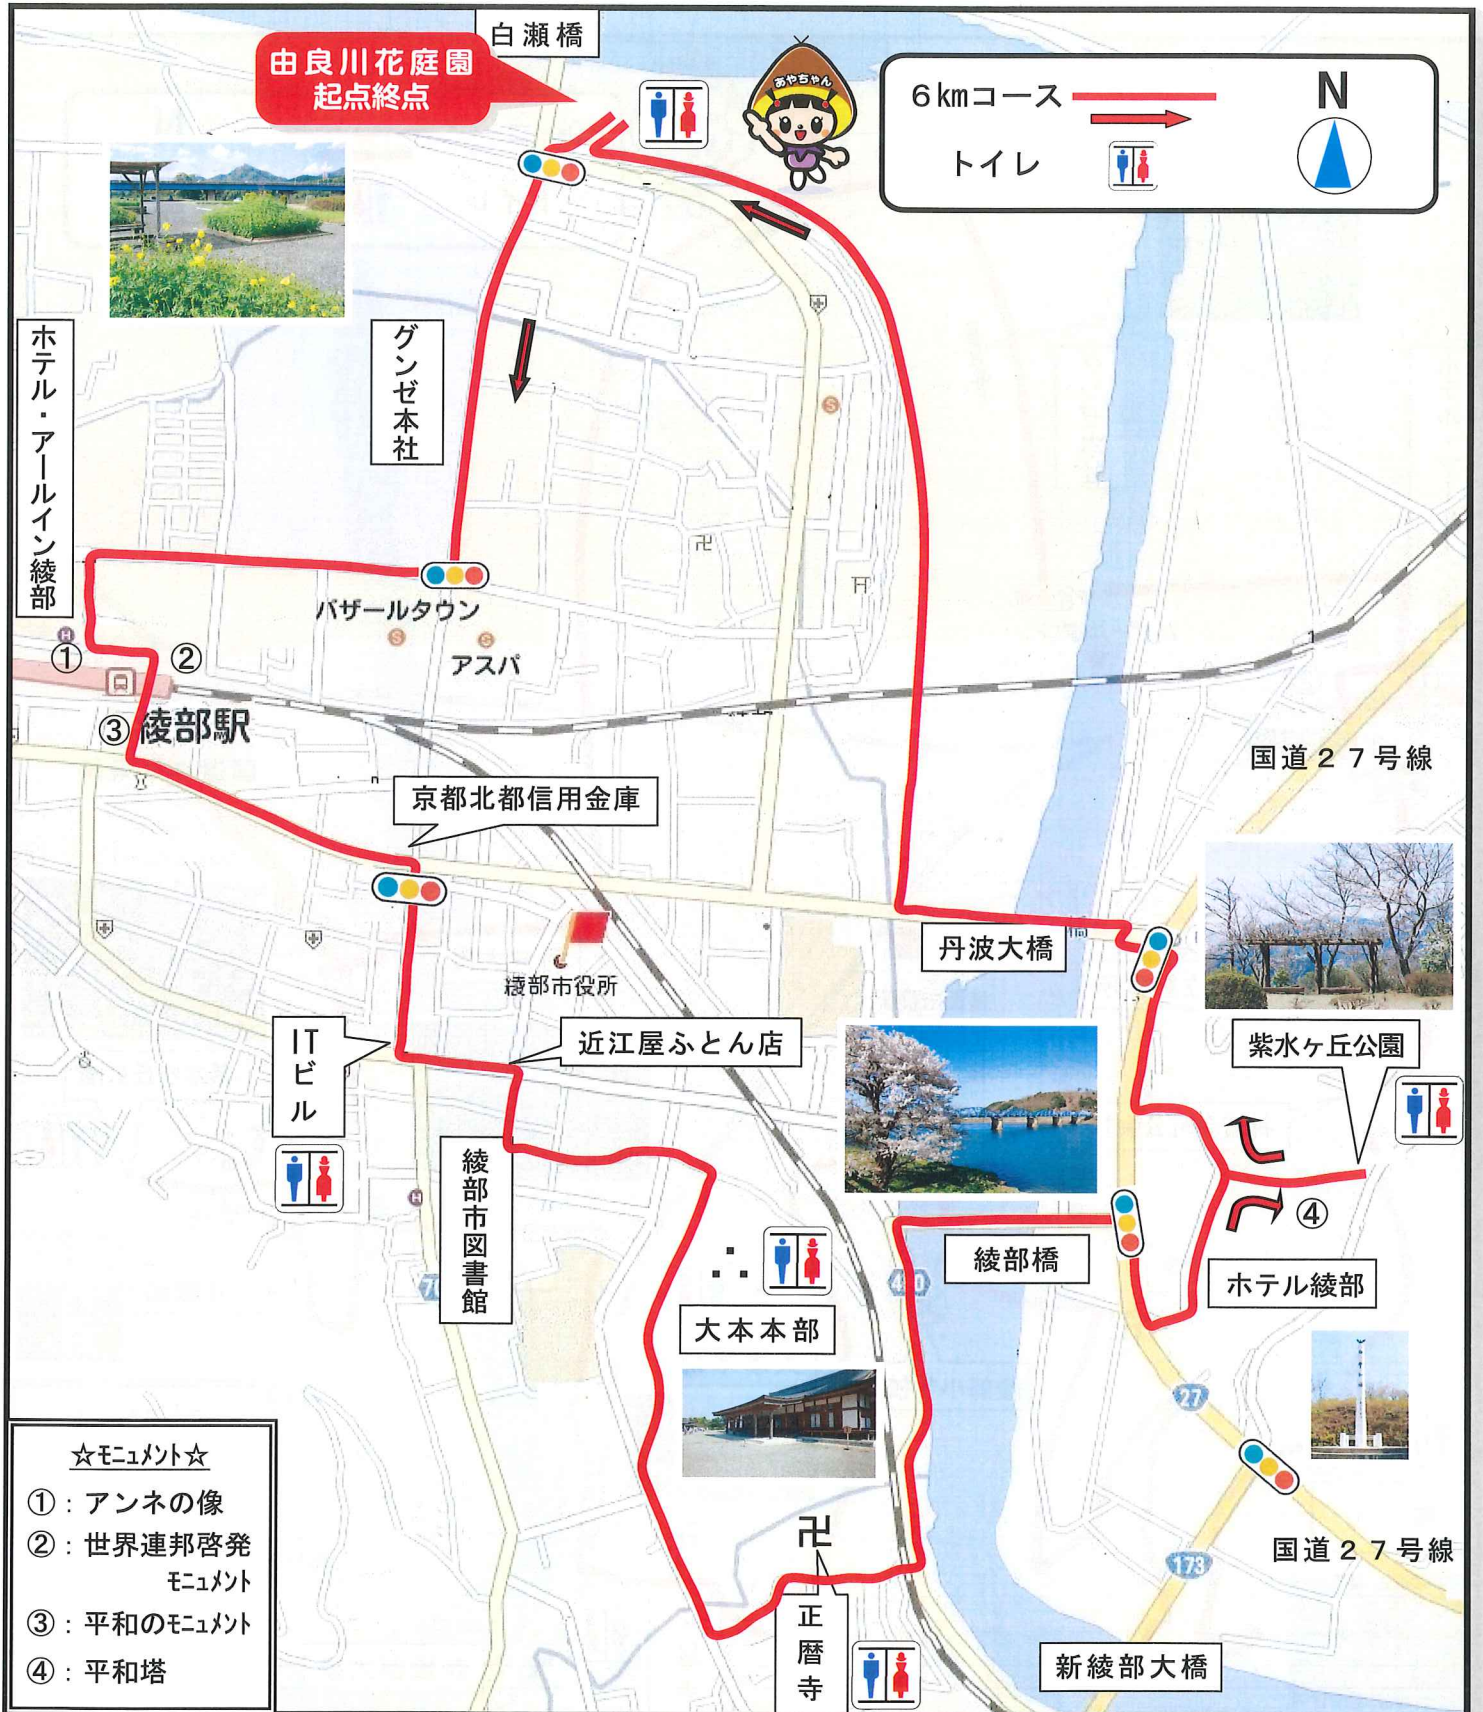 白瀬橋
由良川花庭園
起点終点
あやちゃん
6kmコース
トイレ
N
グンゼ本社
ホテル・アールイン綾部
バザールタウン
アスパ
①
②
③
綾部駅
国道27号線
京都北都信用金庫
丹波大橋
綾部市役所
ITビル
近江屋ふとん店
紫水ヶ丘公園
綾部市図書館
④
綾部橋
ホテル綾部
大本本部
27
173
国道27号線
正暦寺
新綾部大橋
☆モニュメント☆
①：アンネの像
②：世界連邦啓発
モニュメント
③：平和のモニュメント
④：平和塔